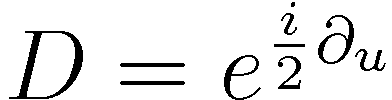 D = e^{\frac{i}{2} \partial_u}